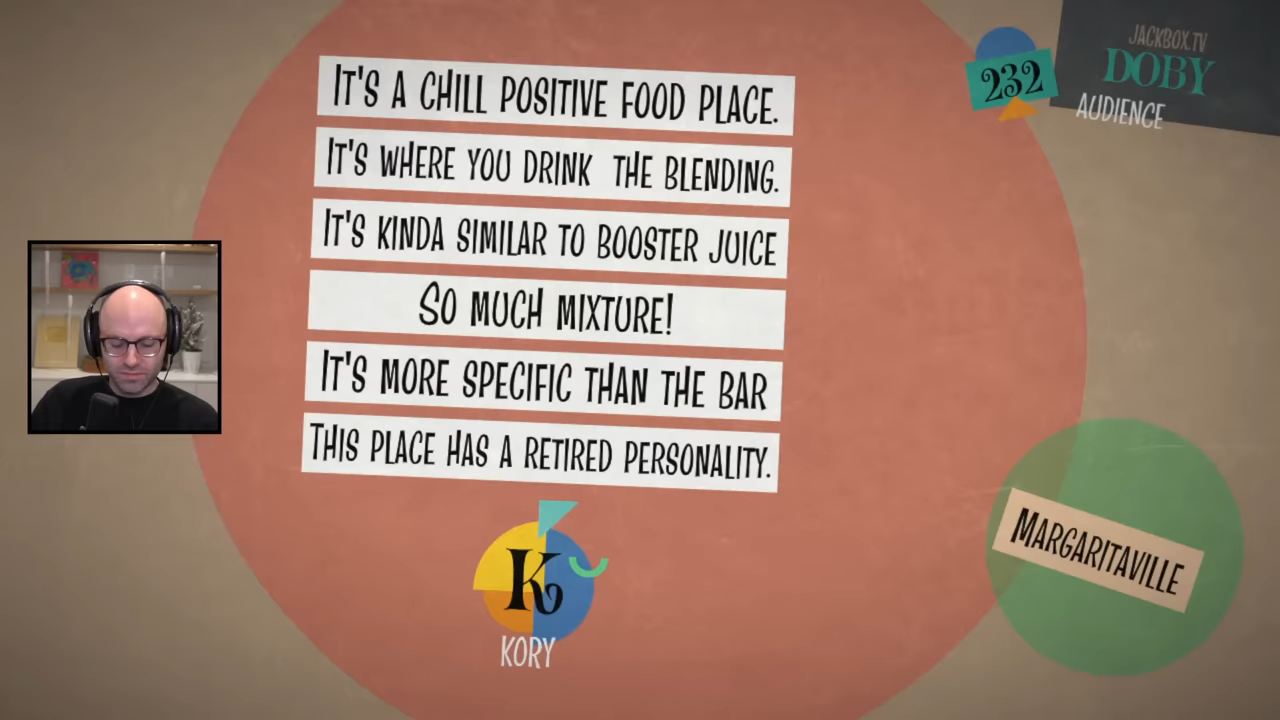 IT'S A CHILL POSITIVE FOOD PLACE.
IT'S WHERE YOU DRINK THE BLENDING.
IT'S KINDA SIMILAR TO BOOSTER JUICE
SO MUCH MIXTURE!
IT'S MORE SPECIFIC THAN THE BAR
THIS PLACE HAS A RETIRED PERSONALITY.
K
KORY
232
JACKBOX.TV
DOBY
AUDIENCE
MARGARITAVILLE